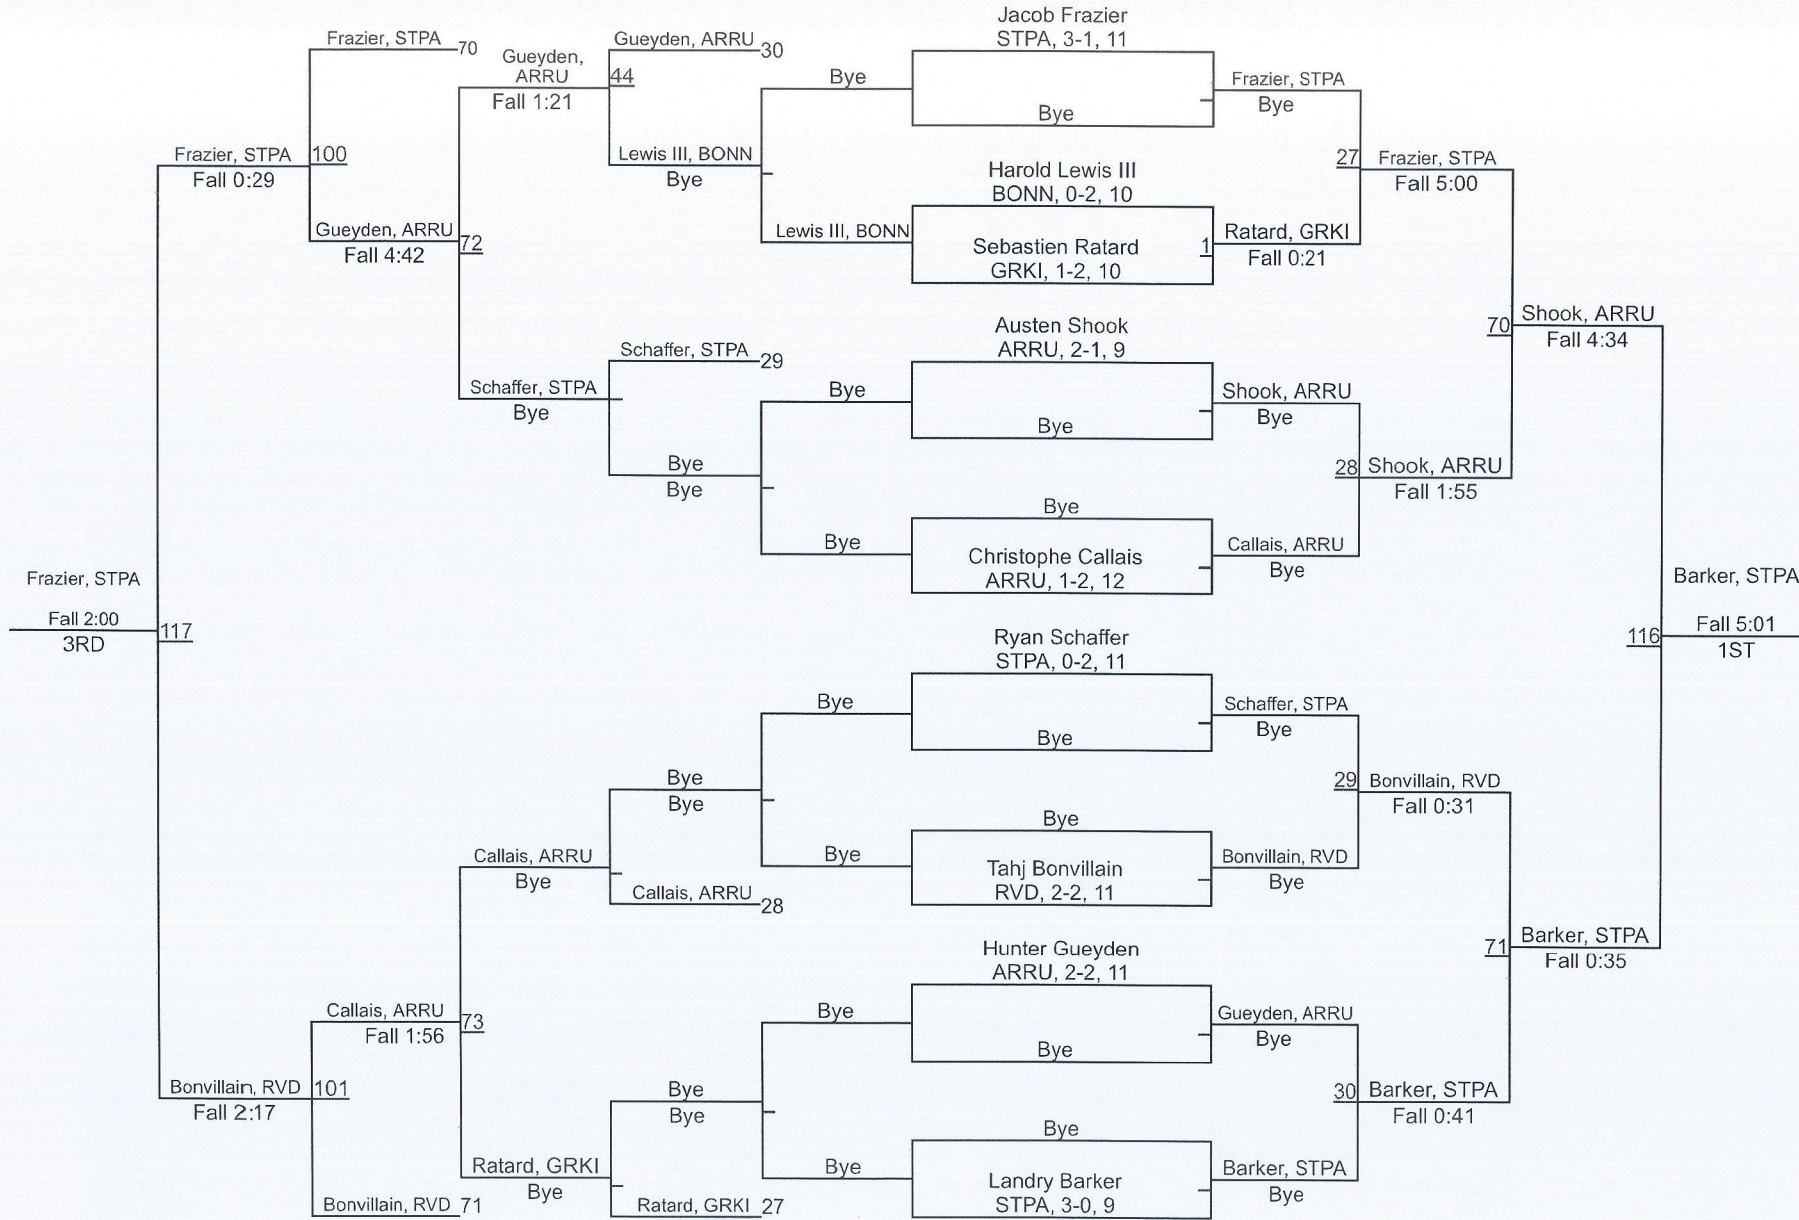 Jacob Frazier
STPA, 3-1, 11
Frazier, STPA
70
Gueyden, ARRU
30
Gueyden,
ARRU
44
Fall 1:21
Bye
Bye
Frazier, STPA
Bye
Frazier, STPA
100
Fall 0:29
Lewis III, BONN
Bye
Harold Lewis III
BONN, 0-2, 10
27
Frazier, STPA
Fall 5:00
Gueyden, ARRU
72
Fall 4:42
Lewis III, BONN
Sebastien Ratard
GRKI, 1-2, 10
1
Ratard, GRKI
Fall 0:21
Austen Shook
ARRU, 2-1, 9
70
Shook, ARRU
Fall 4:34
Schaffer, STPA
29
Schaffer, STPA
Bye
Bye
Bye
Shook, ARRU
Bye
Bye
Bye
28
Shook, ARRU
Fall 1:55
Bye
Bye
Christophe Callais
ARRU, 1-2, 12
Callais, ARRU
Bye
Frazier, STPA
Fall 2:00
3RD
117
Barker, STPA
116
Fall 5:01
1ST
Ryan Schaffer
STPA, 0-2, 11
Bye
Bye
Schaffer, STPA
Bye
Bye
Bye
29
Bonvillain, RVD
Fall 0:31
Bye
Callais, ARRU
Bye
Bye
Tahj Bonvillain
RVD, 2-2, 11
Bonvillain, RVD
Bye
Callais, ARRU
28
Hunter Gueyden
ARRU, 2-2, 11
71
Barker, STPA
Fall 0:35
Callais, ARRU
73
Fall 1:56
Bye
Bye
Gueyden, ARRU
Bye
Bonvillain, RVD
101
Fall 2:17
Bye
Bye
30
Barker, STPA
Fall 0:41
Bye
Ratard, GRKI
Bye
Bye
Landry Barker
STPA, 3-0, 9
Barker, STPA
Bye
Bonvillain, RVD
71
Ratard, GRKI
27